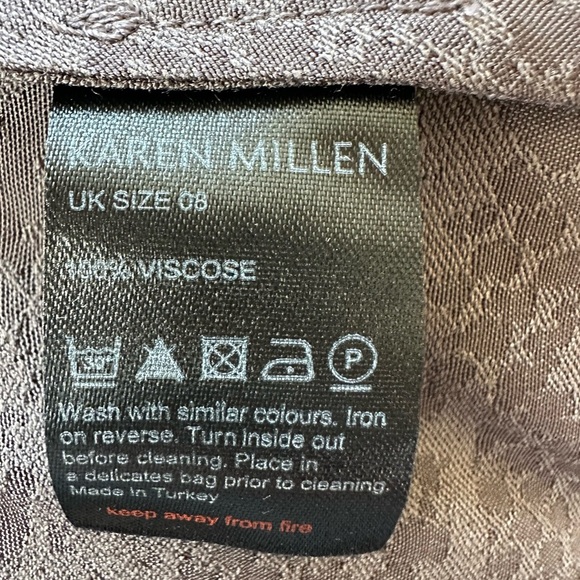 KAREN MILLEN
UK SIZE 08
100% VISCOSE
30° P
Wash with similar colours. Iron
on reverse. Turn inside out
before cleaning. Place in
a delicates bag prior to cleaning.
Made in Turkey
keep away from fire